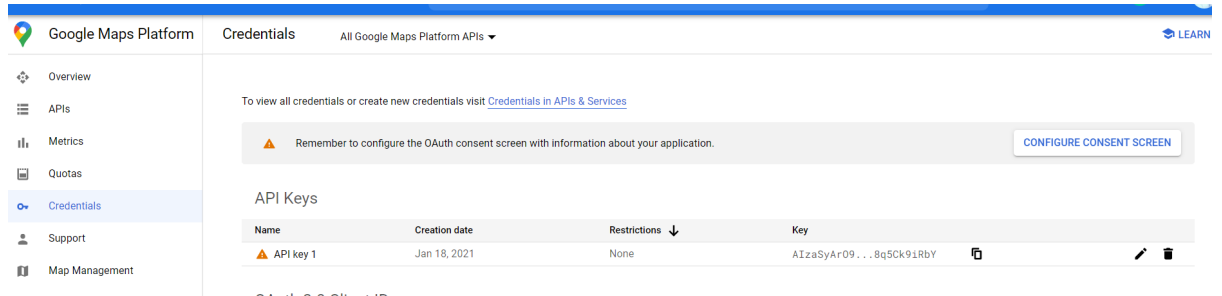 Google Maps Platform
Credentials
All Google Maps Platform APIs
LEARN
Overview
APIs
Metrics
Quotas
Credentials
Support
Map Management
To view all credentials or create new credentials visit Credentials in APIs & Services
Remember to configure the OAuth consent screen with information about your application.
CONFIGURE CONSENT SCREEN
API Keys
Name Creation date Restrictions Key
API key 1 Jan 18, 2021 None AIzaSyArO9...8q5Ck9iRbY